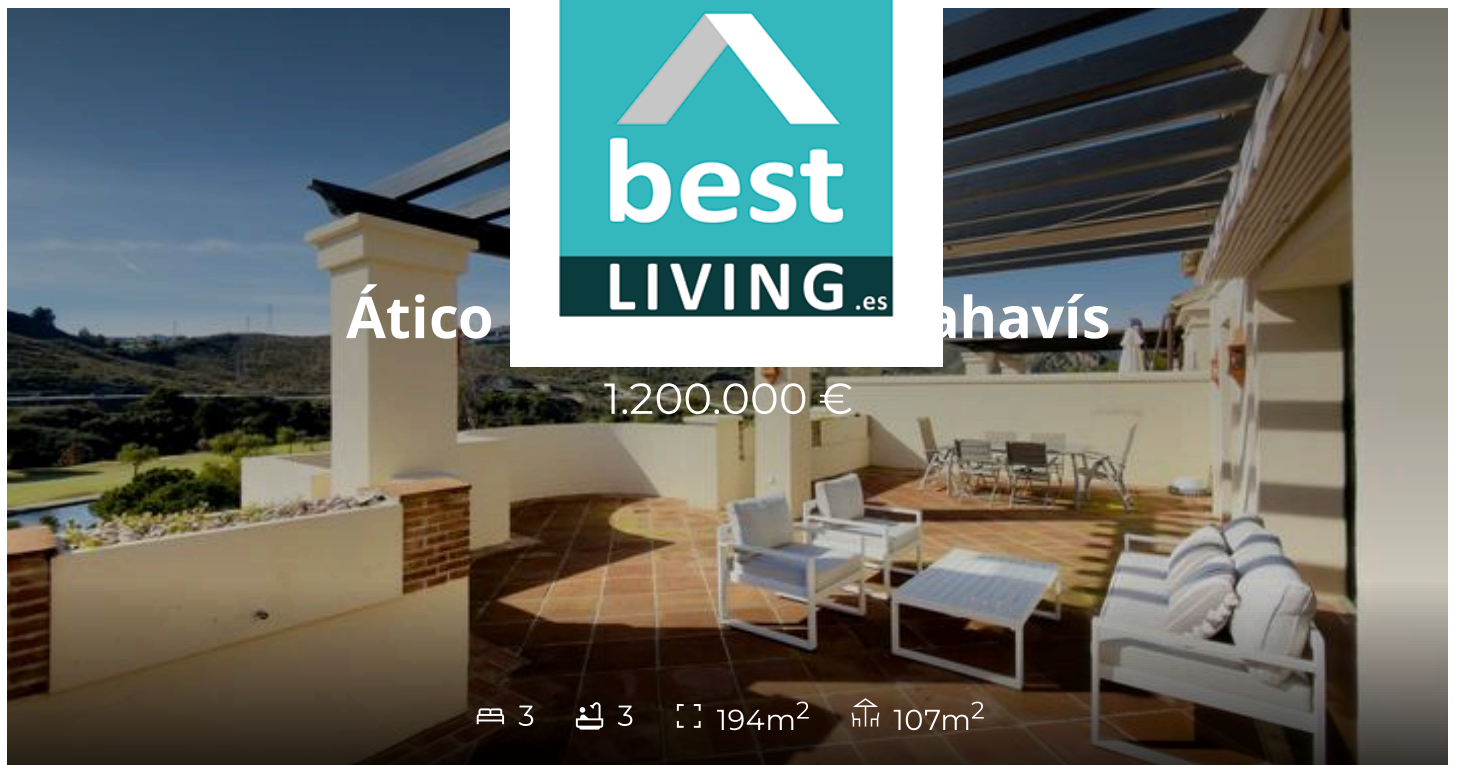 best
LIVING.es
Ático ahavís
1.200.000 €
3 3 194m² 107m²